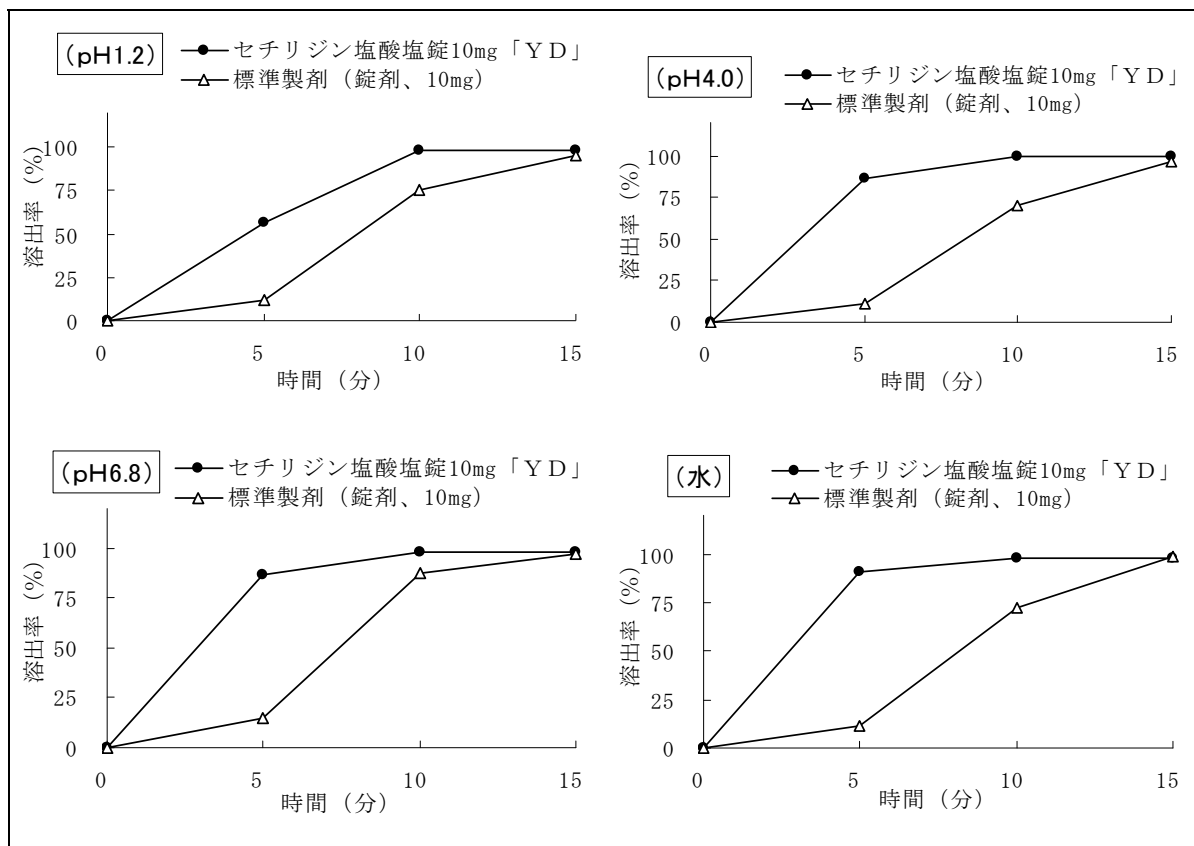 (pH1.2)
セチリジン塩酸塩錠10mg「ＹＤ」
標準製剤（錠剤、10mg）
溶出率（%）
100
75
50
25
0
0 5 10 15
時間（分）
(pH4.0)
セチリジン塩酸塩錠10mg「ＹＤ」
標準製剤（錠剤、10mg）
溶出率（%）
100
75
50
25
0
0 5 10 15
時間（分）
(pH6.8)
セチリジン塩酸塩錠10mg「ＹＤ」
標準製剤（錠剤、10mg）
溶出率（%）
100
75
50
25
0
0 5 10 15
時間（分）
(水)
セチリジン塩酸塩錠10mg「ＹＤ」
標準製剤（錠剤、10mg）
溶出率（%）
100
75
50
25
0
0 5 10 15
時間（分）